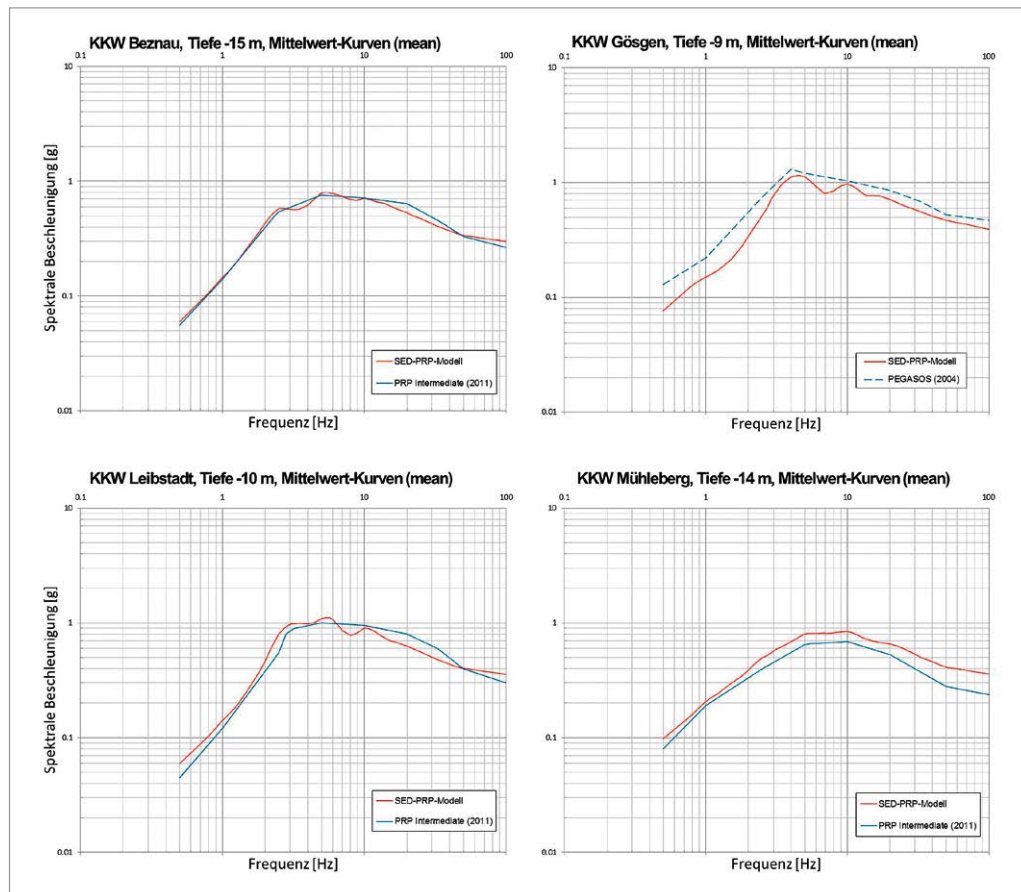 KKW Beznau, Tiefe -15 m, Mittelwert-Kurven (mean)
0.1 1 10 100
10
1
0.1
0.01
Spektrale Beschleunigung [g]
SED-PRP-Modell
PRP Intermediate (2011)
Frequenz [Hz]
KKW Gösgen, Tiefe -9 m, Mittelwert-Kurven (mean)
0.1 1 10 100
10
1
0.1
0.01
SED-PRP-Modell
PEGASOS (2004)
Frequenz [Hz]
KKW Leibstadt, Tiefe -10 m, Mittelwert-Kurven (mean)
0.1 1 10 100
10
1
0.1
0.01
Spektrale Beschleunigung [g]
SED-PRP-Modell
PRP Intermediate (2011)
Frequenz [Hz]
KKW Mühleberg, Tiefe -14 m, Mittelwert-Kurven (mean)
0.1 1 10 100
10
1
0.1
0.01
SED-PRP-Modell
PRP Intermediate (2011)
Frequenz [Hz]